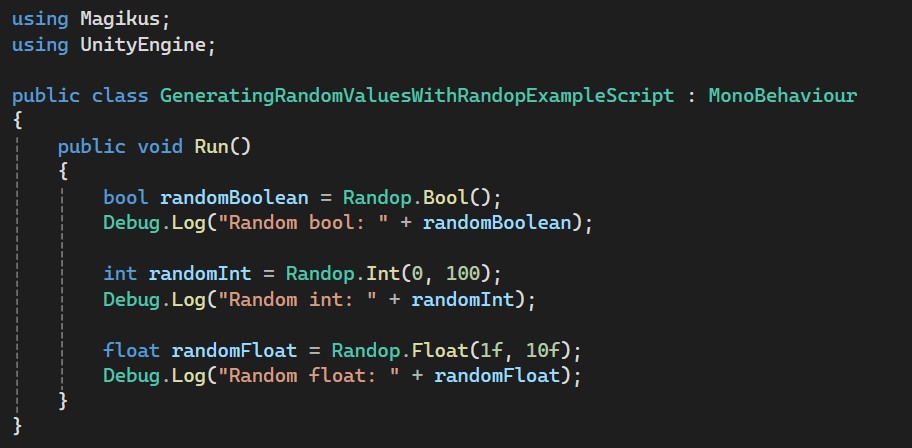 using Magikus;
using UnityEngine;

public class GeneratingRandomValuesWithRandopExampleScript : MonoBehaviour
{
    public void Run()
    {
        bool randomBoolean = Randop.Bool();
        Debug.Log("Random bool: " + randomBoolean);

        int randomInt = Randop.Int(0, 100);
        Debug.Log("Random int: " + randomInt);

        float randomFloat = Randop.Float(1f, 10f);
        Debug.Log("Random float: " + randomFloat);
    }
}